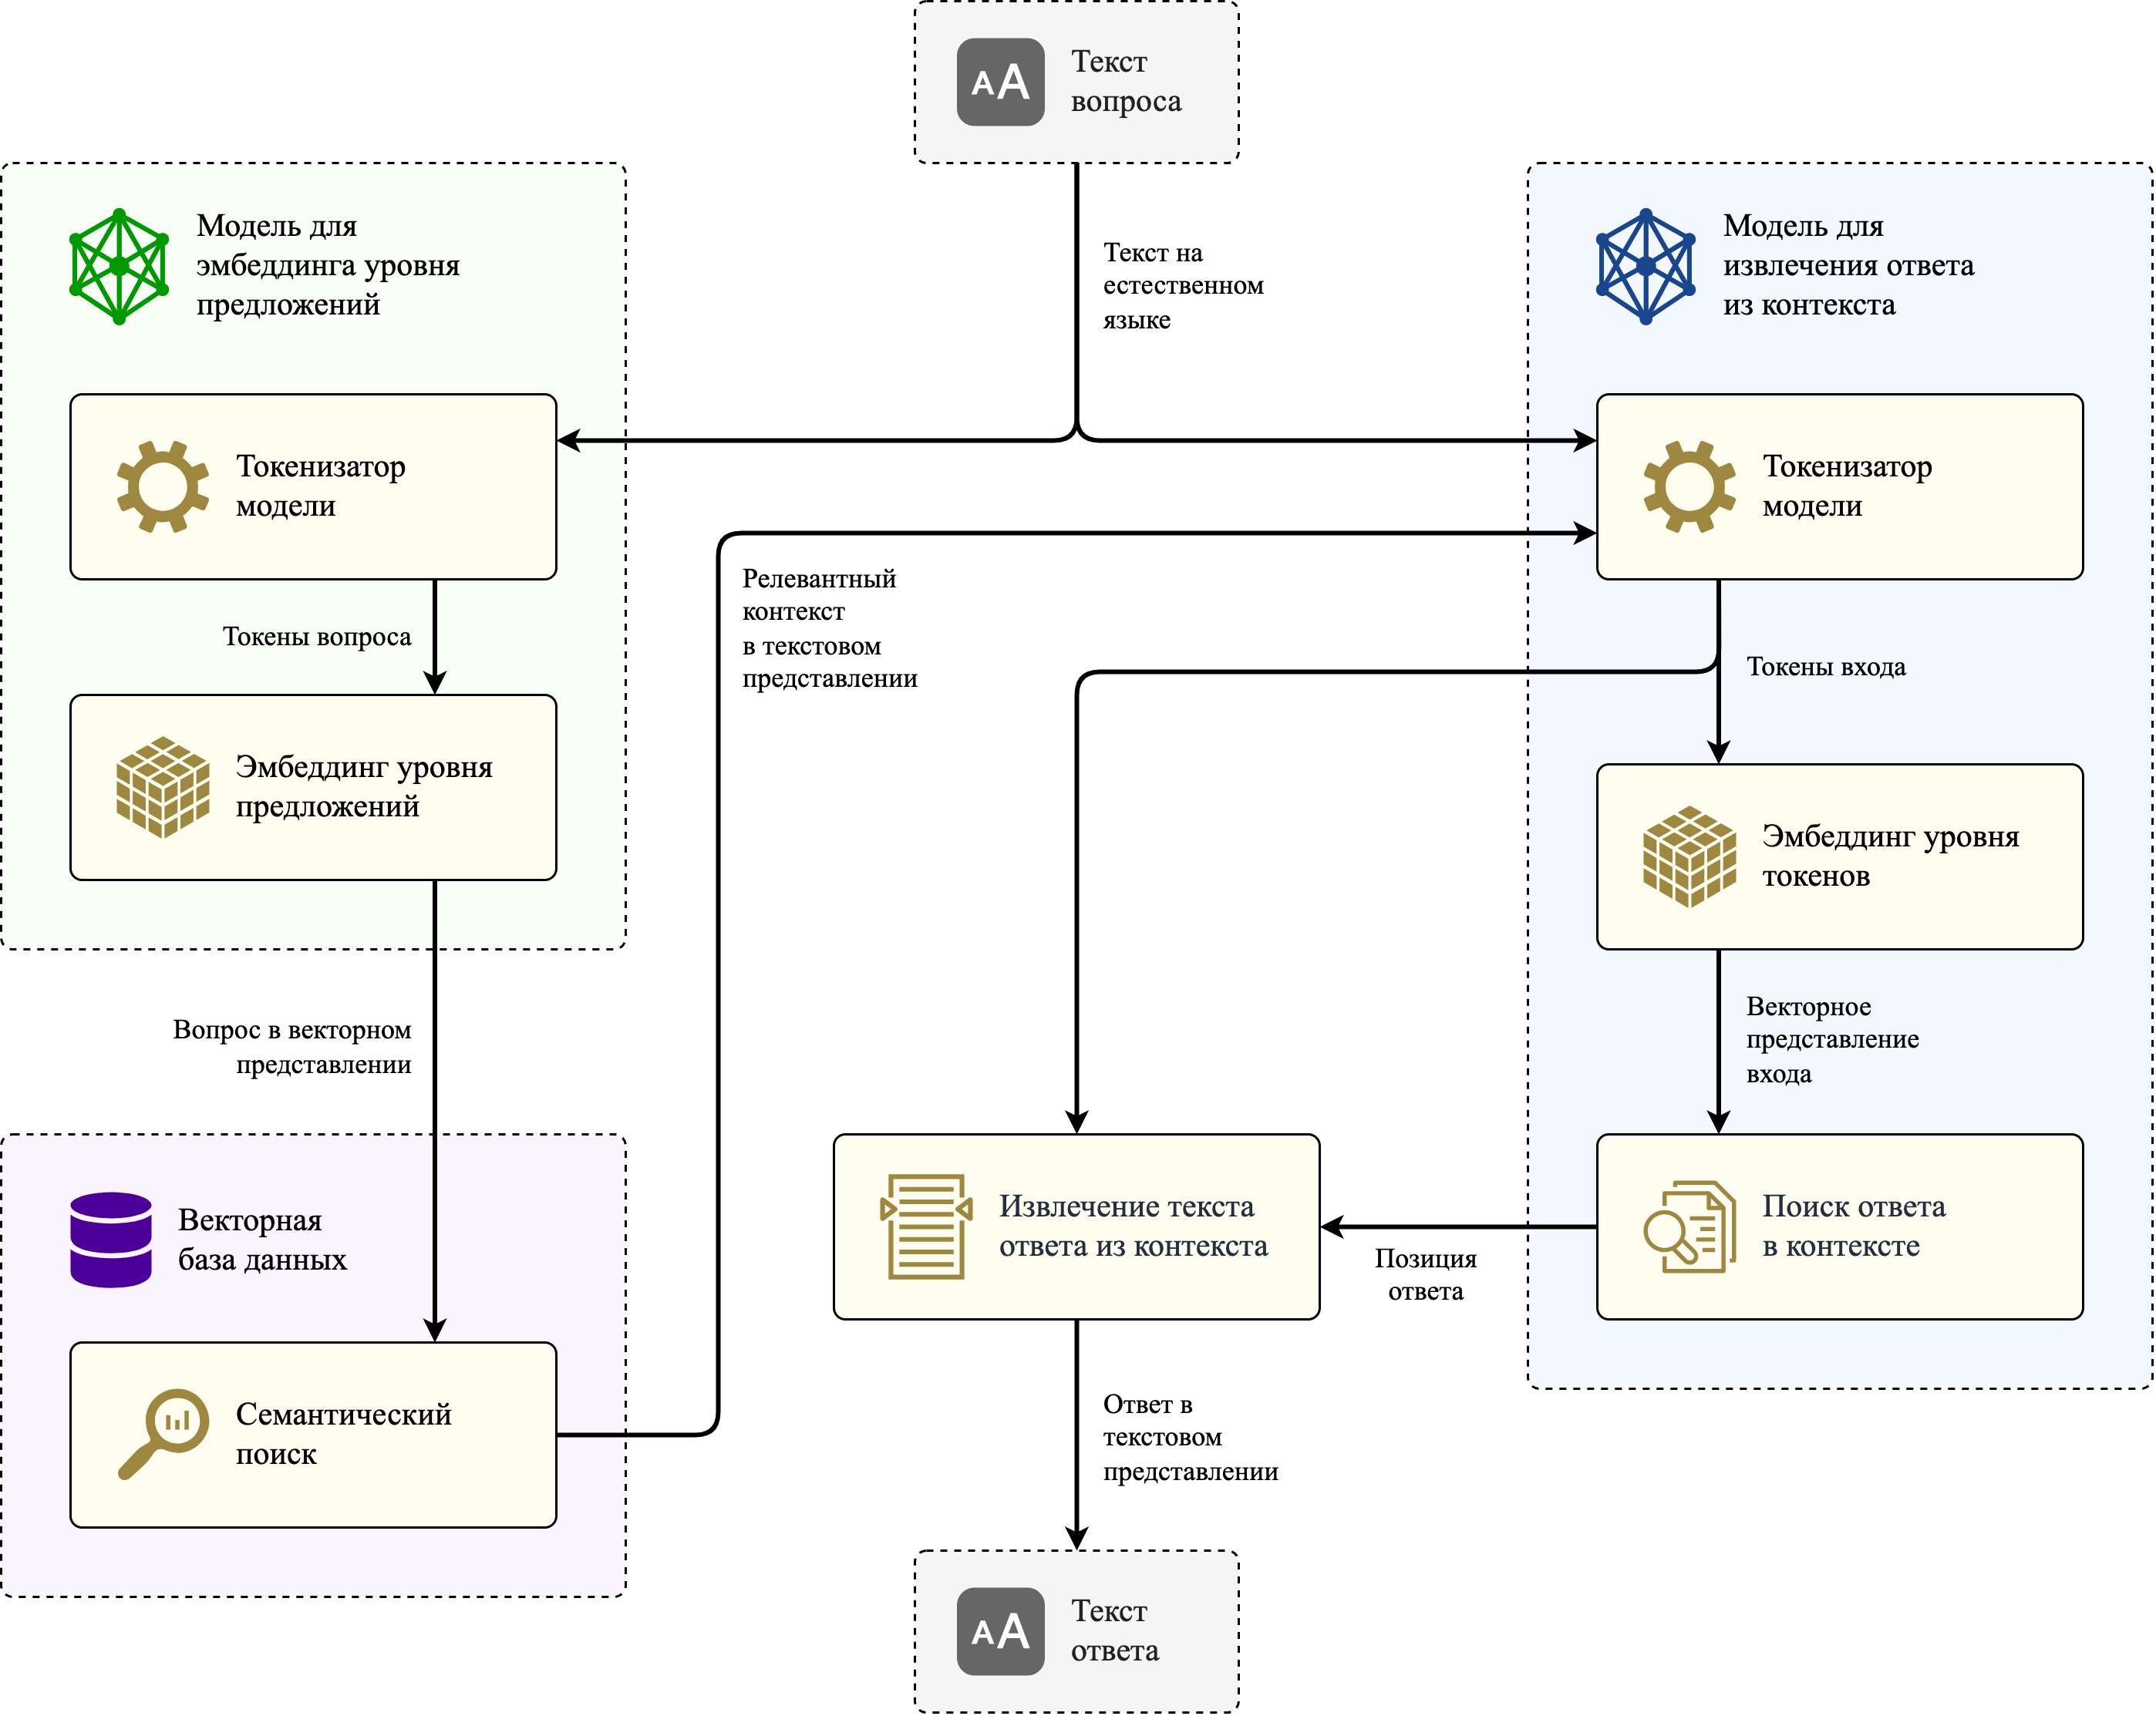 Текст
вопроса
Модель для
эмбеддинга уровня
предложений
Модель для
извлечения ответа
из контекста
Текст на
естественном
языке
Токенизатор
модели
Токенизатор
модели
Релевантный
контекст
в текстовом
представлении
Токены вопроса
Токены входа
Эмбеддинг уровня
предложений
Эмбеддинг уровня
токенов
Вопрос в векторном
представлении
Векторное
представление
входа
Векторная
база данных
Извлечение текста
ответа из контекста
Поиск ответа
в контексте
Позиция
ответа
Семантический
поиск
Ответ в
текстовом
представлении
Текст
ответа